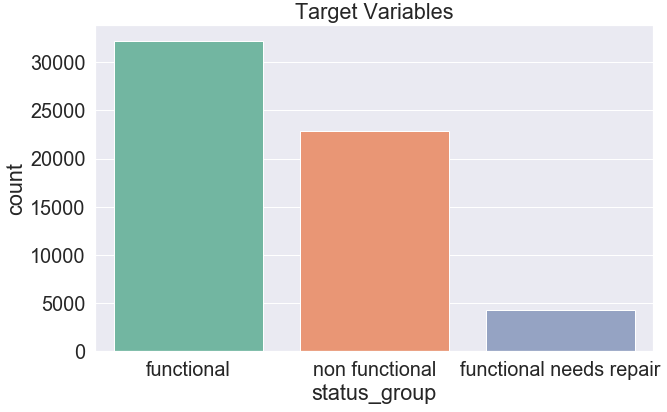 Target Variables
30000
25000
20000
15000
10000
5000
0
count
functional
non functional
functional needs repair
status_group